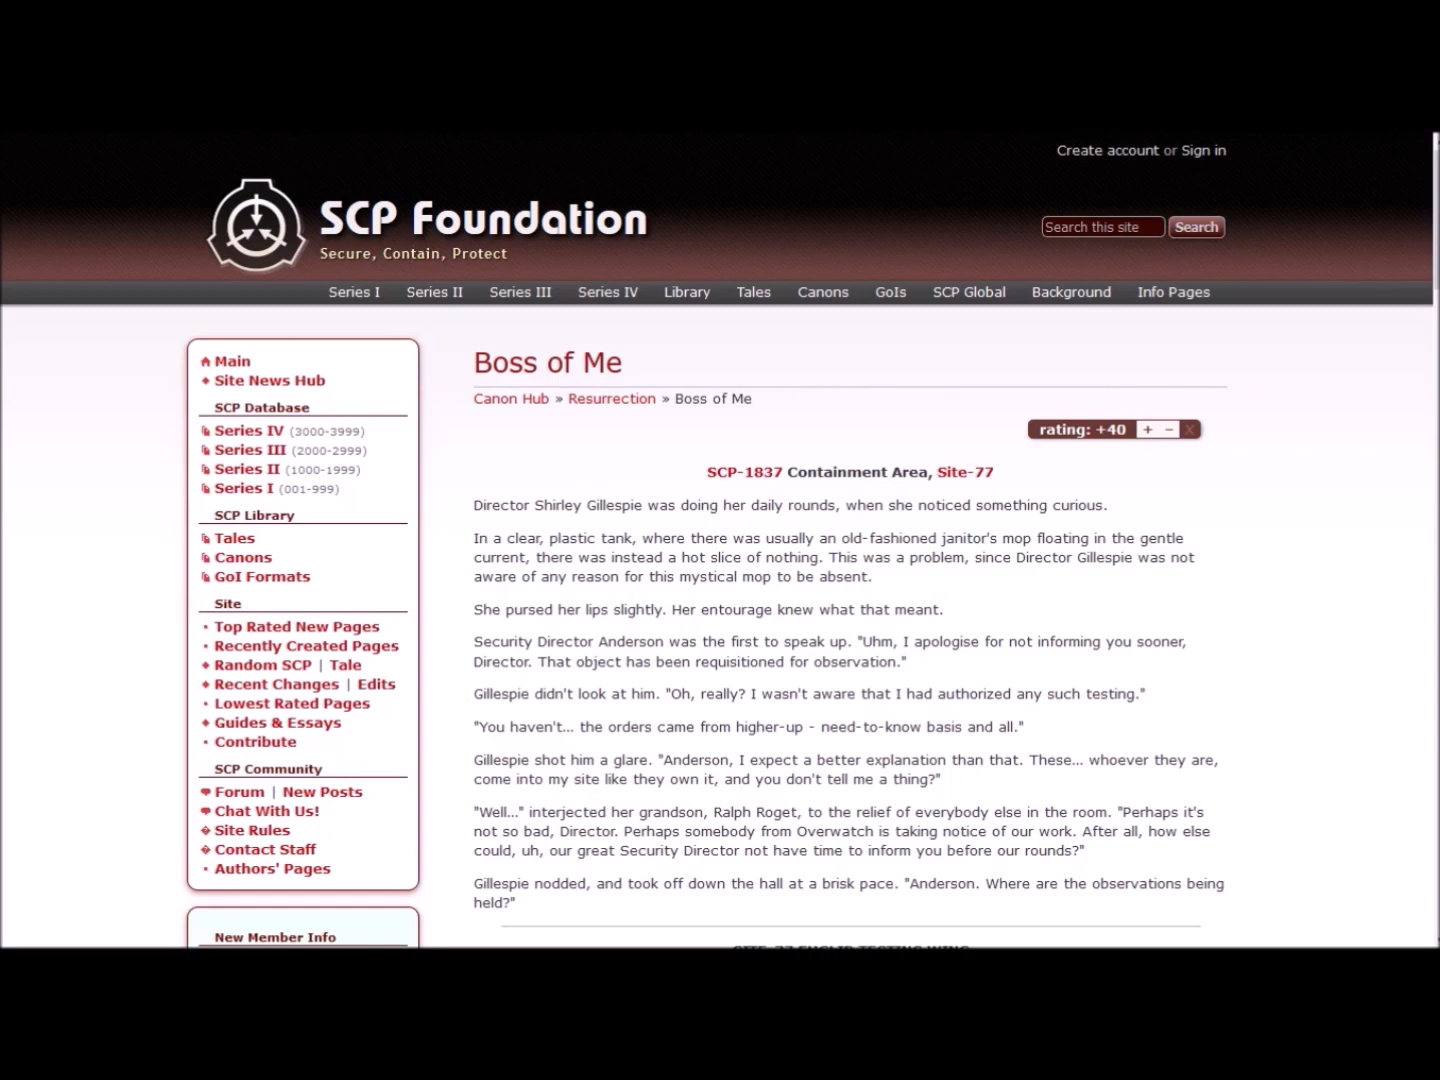 Create account or Sign in
SCP Foundation
Secure, Contain, Protect
Search this site Search
Series I Series II Series III Series IV Library Tales Canons GoIs SCP Global Background Info Pages
Main
Site News Hub
SCP Database
Series IV (3000-3999)
Series III (2000-2999)
Series II (1000-1999)
Series I (001-999)
SCP Library
Tales
Canons
GoI Formats
Site
Top Rated New Pages
Recently Created Pages
Random SCP | Tale
Recent Changes | Edits
Lowest Rated Pages
Guides & Essays
Contribute
SCP Community
Forum | New Posts
Chat With Us!
Site Rules
Contact Staff
Authors' Pages
New Member Info
Boss of Me
Canon Hub » Resurrection » Boss of Me
rating: +40 + − X
SCP-1837 Containment Area, Site-77
Director Shirley Gillespie was doing her daily rounds, when she noticed something curious.
In a clear, plastic tank, where there was usually an old-fashioned janitor's mop floating in the gentle
current, there was instead a hot slice of nothing. This was a problem, since Director Gillespie was not
aware of any reason for this mystical mop to be absent.
She pursed her lips slightly. Her entourage knew what that meant.
Security Director Anderson was the first to speak up. "Uhm, I apologise for not informing you sooner,
Director. That object has been requisitioned for observation."
Gillespie didn't look at him. "Oh, really? I wasn't aware that I had authorized any such testing."
"You haven't... the orders came from higher-up - need-to-know basis and all."
Gillespie shot him a glare. "Anderson, I expect a better explanation than that. These... whoever they are,
come into my site like they own it, and you don't tell me a thing?"
"Well..." interjected her grandson, Ralph Roget, to the relief of everybody else in the room. "Perhaps it's
not so bad, Director. Perhaps somebody from Overwatch is taking notice of our work. After all, how else
could, uh, our great Security Director not have time to inform you before our rounds?"
Gillespie nodded, and took off down the hall at a brisk pace. "Anderson. Where are the observations being
held?"